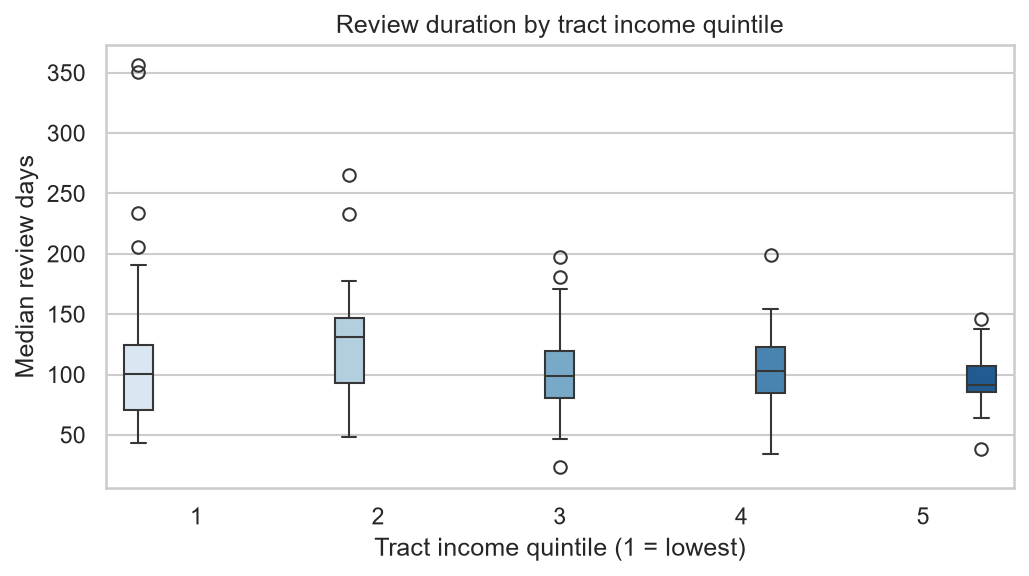 Review duration by tract income quintile
Median review days
350
300
250
200
150
100
50
1 2 3 4 5
Tract income quintile (1 = lowest)